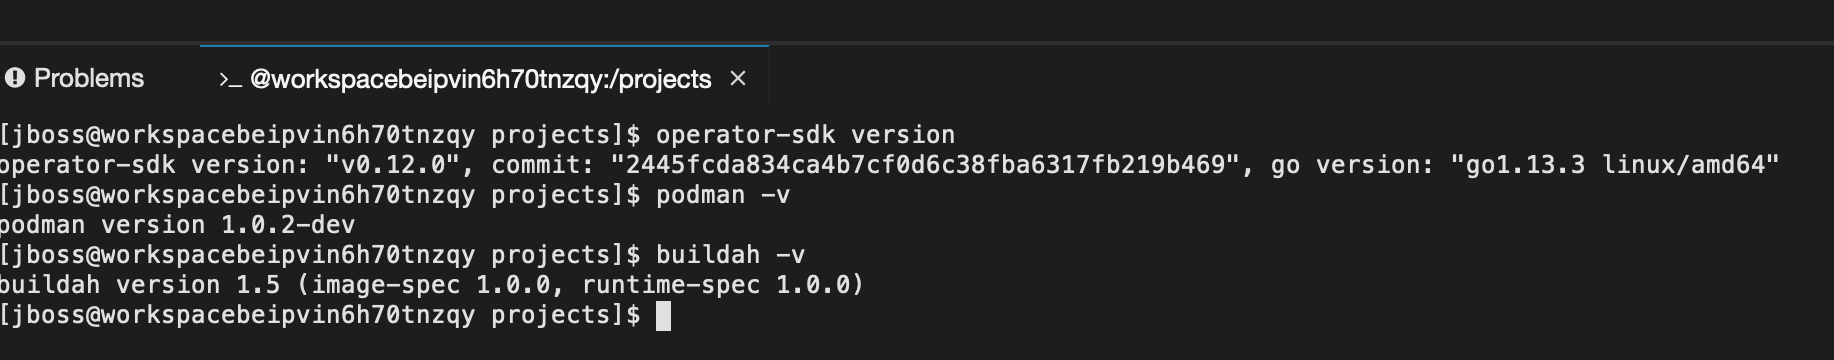 Problems
>_ @workspacebeipvin6h70tnzqy:/projects ×
[jboss@workspacebeipvin6h70tnzqy projects]$ operator-sdk version
operator-sdk version: "v0.12.0", commit: "2445fcda834ca4b7cf0d6c38fba6317fb219b469", go version: "go1.13.3 linux/amd64"
[jboss@workspacebeipvin6h70tnzqy projects]$ podman -v
podman version 1.0.2-dev
[jboss@workspacebeipvin6h70tnzqy projects]$ buildah -v
buildah version 1.5 (image-spec 1.0.0, runtime-spec 1.0.0)
[jboss@workspacebeipvin6h70tnzqy projects]$